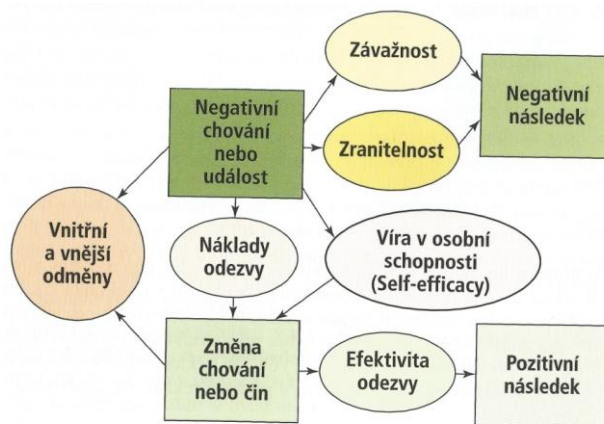 Závažnost
Negativní
chování
nebo
událost
Negativní
následek
Zranitelnost
Vnitřní
a vnější
odměny
Náklady
odezvy
Víra v osobní
schopnosti
(Self-efficacy)
Změna
chování
nebo čin
Efektivita
odezvy
Pozitivní
následek